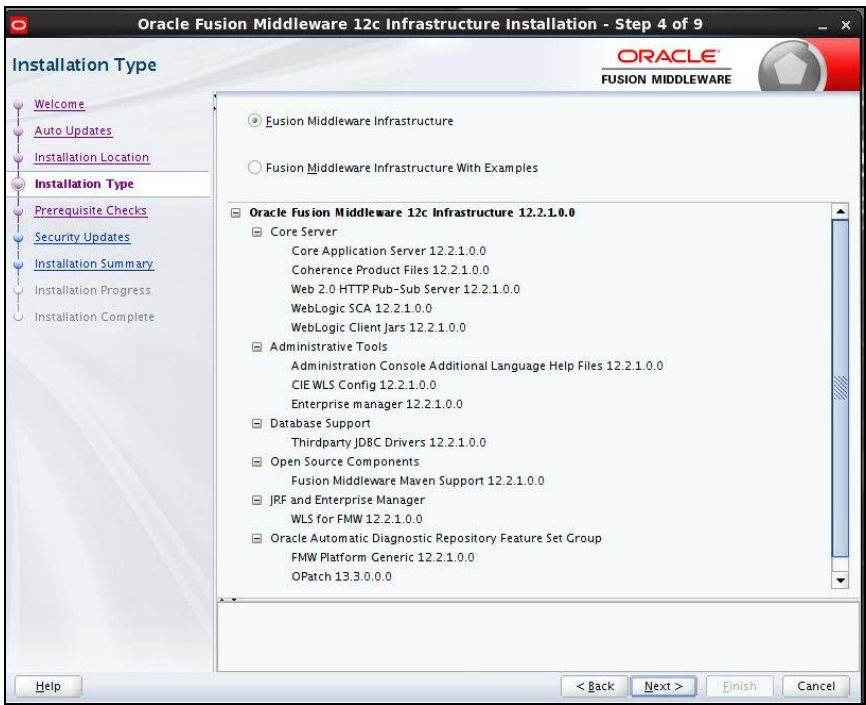 Oracle Fusion Middleware 12c Infrastructure Installation - Step 4 of 9
Installation Type
ORACLE
FUSION MIDDLEWARE
Welcome
Auto Updates
Installation Location
Installation Type
Prerequisite Checks
Security Updates
Installation Summary
Installation Progress
Installation Complete
Fusion Middleware Infrastructure
Fusion Middleware Infrastructure With Examples
Oracle Fusion Middleware 12c Infrastructure 12.2.1.0.0
Core Server
Core Application Server 12.2.1.0.0
Coherence Product Files 12.2.1.0.0
Web 2.0 HTTP Pub-Sub Server 12.2.1.0.0
WebLogic SCA 12.2.1.0.0
WebLogic Client Jars 12.2.1.0.0
Administrative Tools
Administration Console Additional Language Help Files 12.2.1.0.0
CIE WLS Config 12.2.1.0.0
Enterprise manager 12.2.1.0.0
Database Support
Thirdparty JDBC Drivers 12.2.1.0.0
Open Source Components
Fusion Middleware Maven Support 12.2.1.0.0
JRF and Enterprise Manager
WLS for FMW 12.2.1.0.0
Oracle Automatic Diagnostic Repository Feature Set Group
FMW Platform Generic 12.2.1.0.0
OPatch 13.3.0.0.0
Help
< Back
Next >
Finish
Cancel